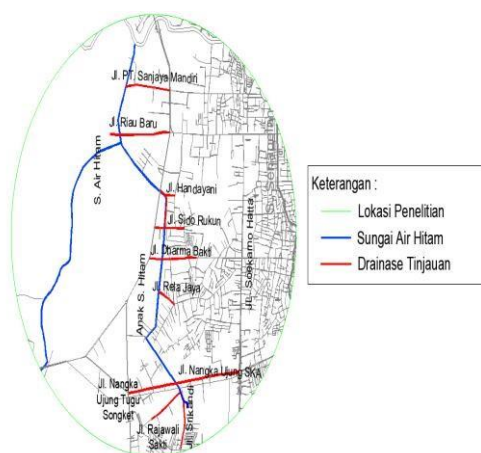 Jl. PT. Sanjaya Mandiri
Jl. Riau Baru
S. Air Hitam
Jl. Handayani
Jl. Sido Rukun
Jl. Dharma Bakti
Jl. Rela Jaya
Anak S. Hitam
Jl. Soekarno Hatta
Jl. Nangka Ujung SKA
Jl. Nangka
Ujung Tugu
Songket
Jl. Rajawali
Sakti
Jl. Srikandi
Keterangan :
Lokasi Penelitian
Sungai Air Hitam
Drainase Tinjauan